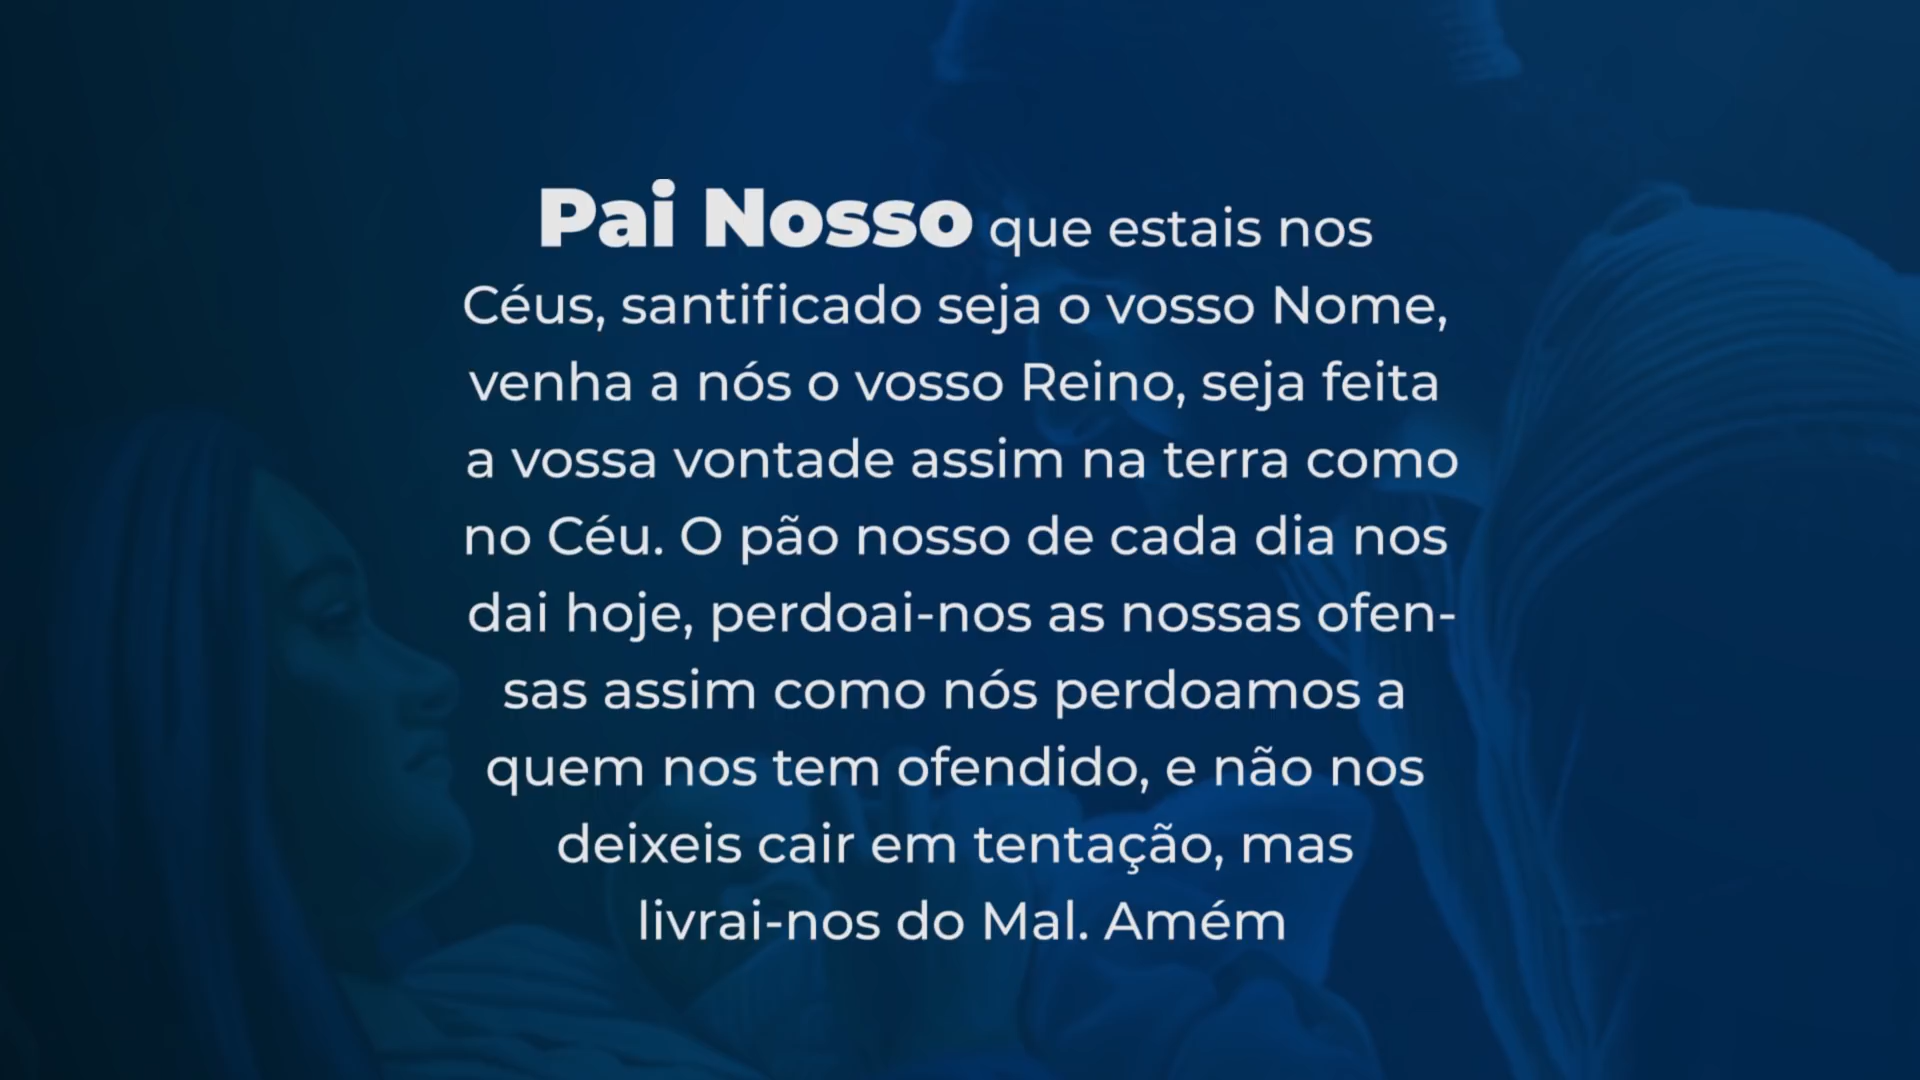 Pai Nosso que estais nos
Céus, santificado seja o vosso Nome,
venha a nós o vosso Reino, seja feita
a vossa vontade assim na terra como
no Céu. O pão nosso de cada dia nos
dai hoje, perdoai-nos as nossas ofen-
sas assim como nós perdoamos a
quem nos tem ofendido, e não nos
deixeis cair em tentação, mas
livrai-nos do Mal. Amém